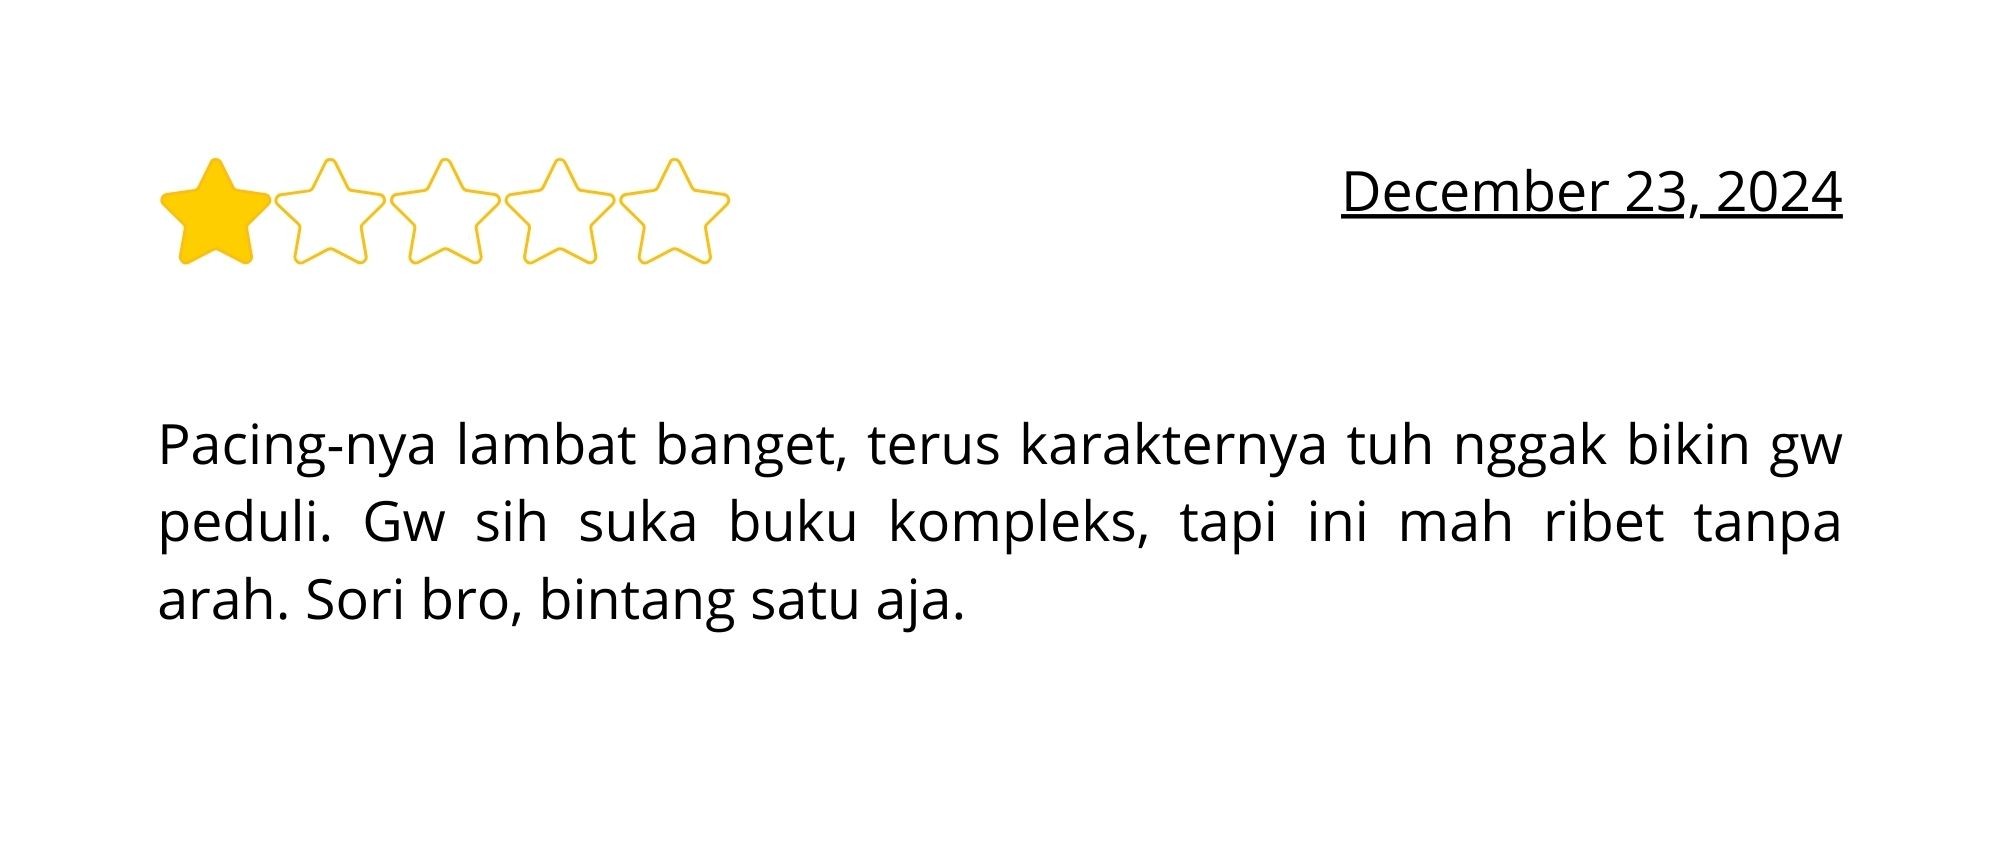 December 23, 2024
Pacing-nya lambat banget, terus karakternya tuh nggak bikin gw
peduli. Gw sih suka buku kompleks, tapi ini mah ribet tanpa
arah. Sori bro, bintang satu aja.